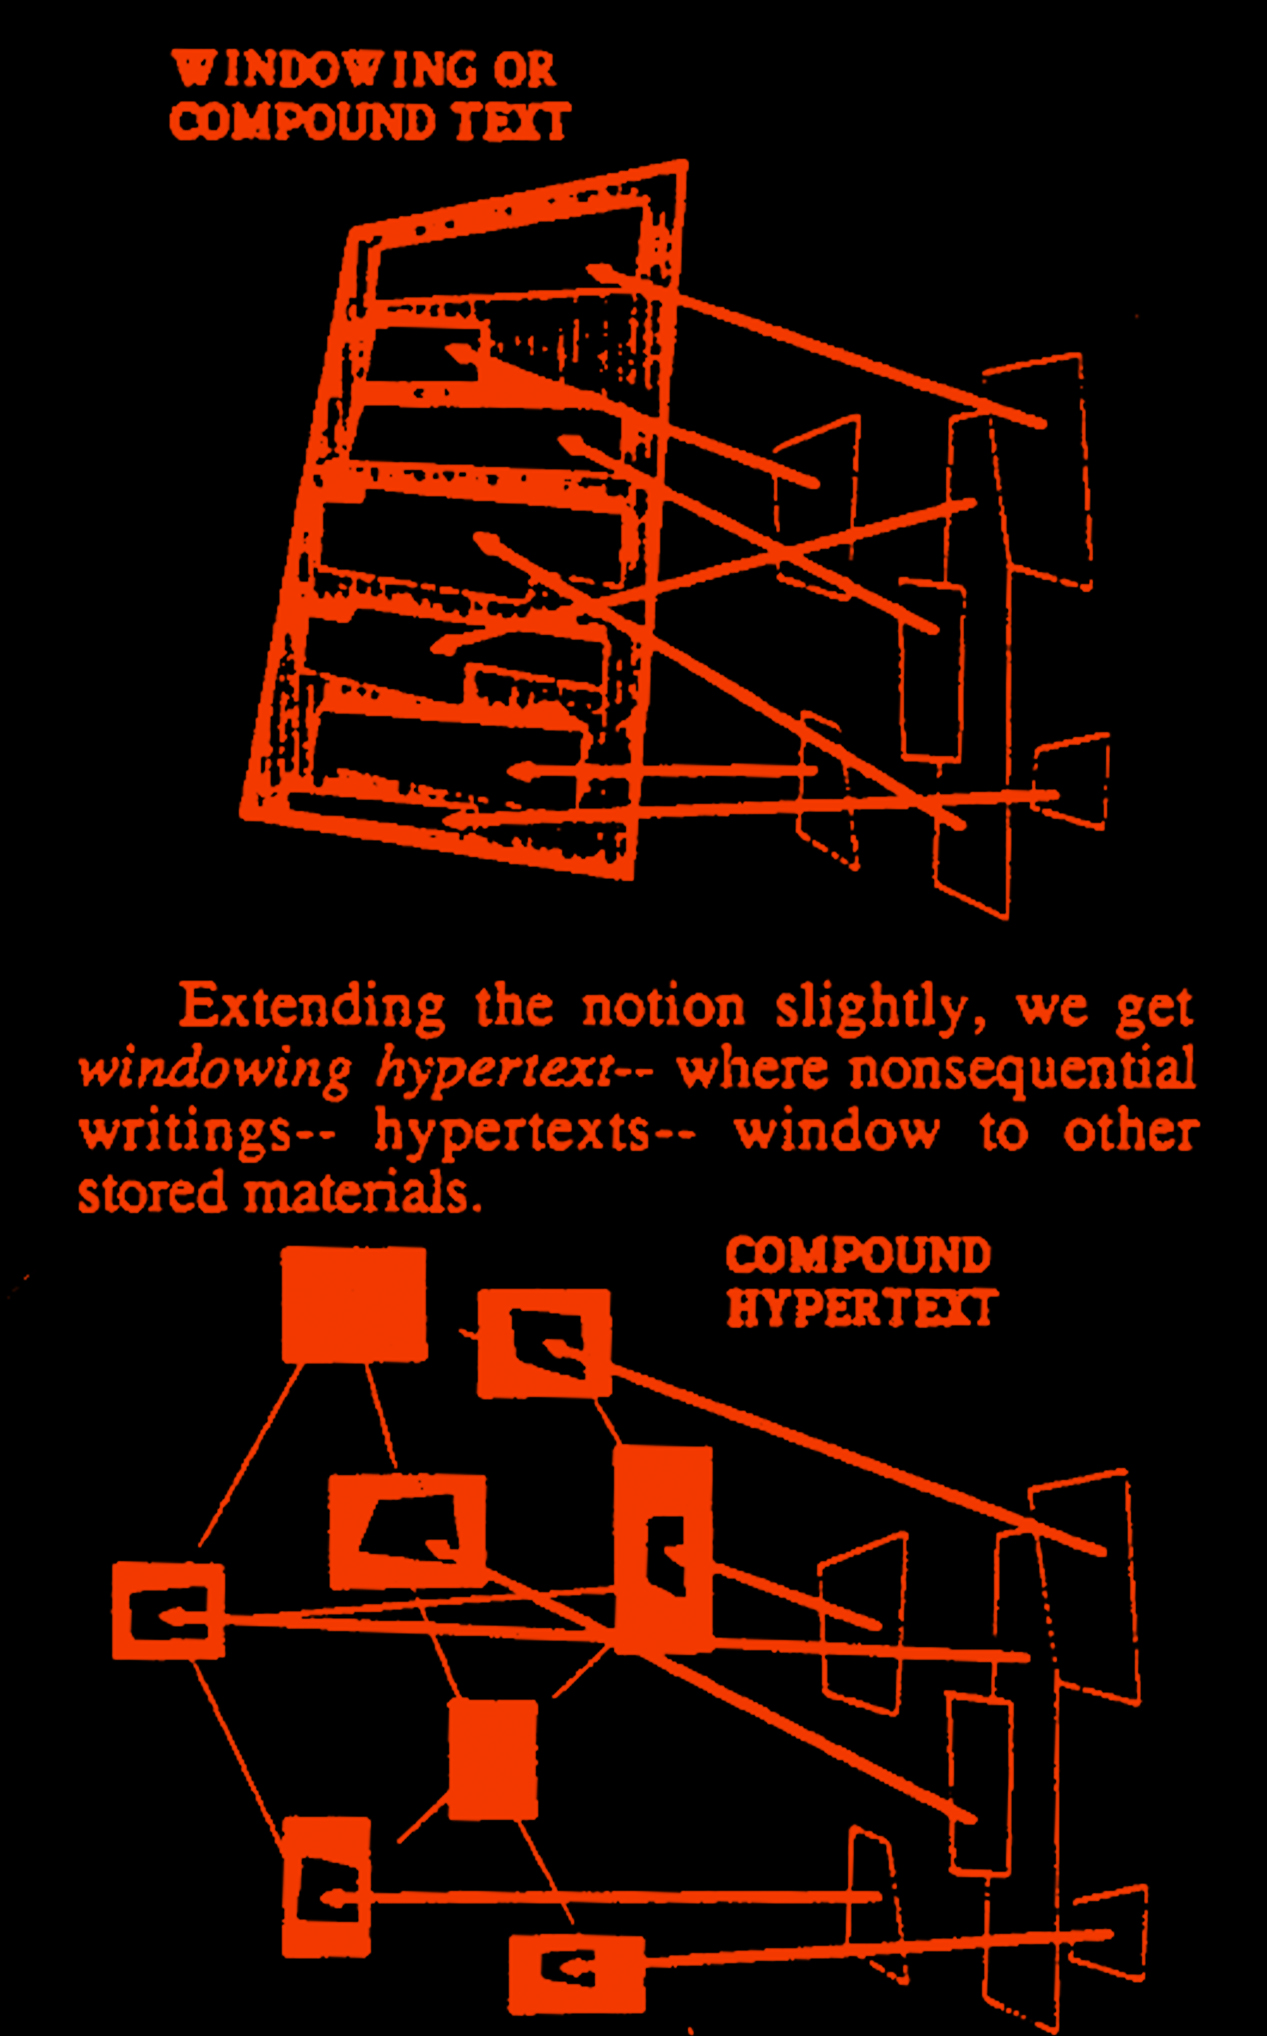 WINDOWING OR
COMPOUND TEXT
Extending the notion slightly, we get
windowing hypertext-- where nonsequential
writings-- hypertexts-- window to other
stored materials.
COMPOUND
HYPERTEXT